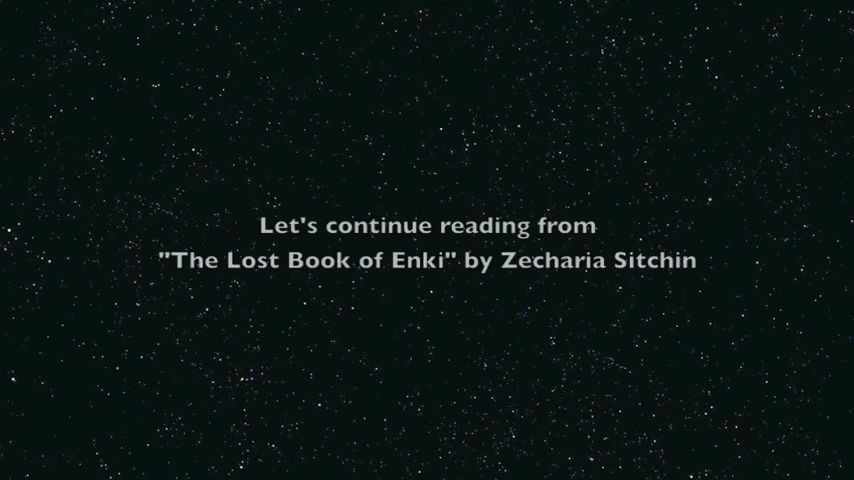 Let's continue reading from
"The Lost Book of Enki" by Zecharia Sitchin